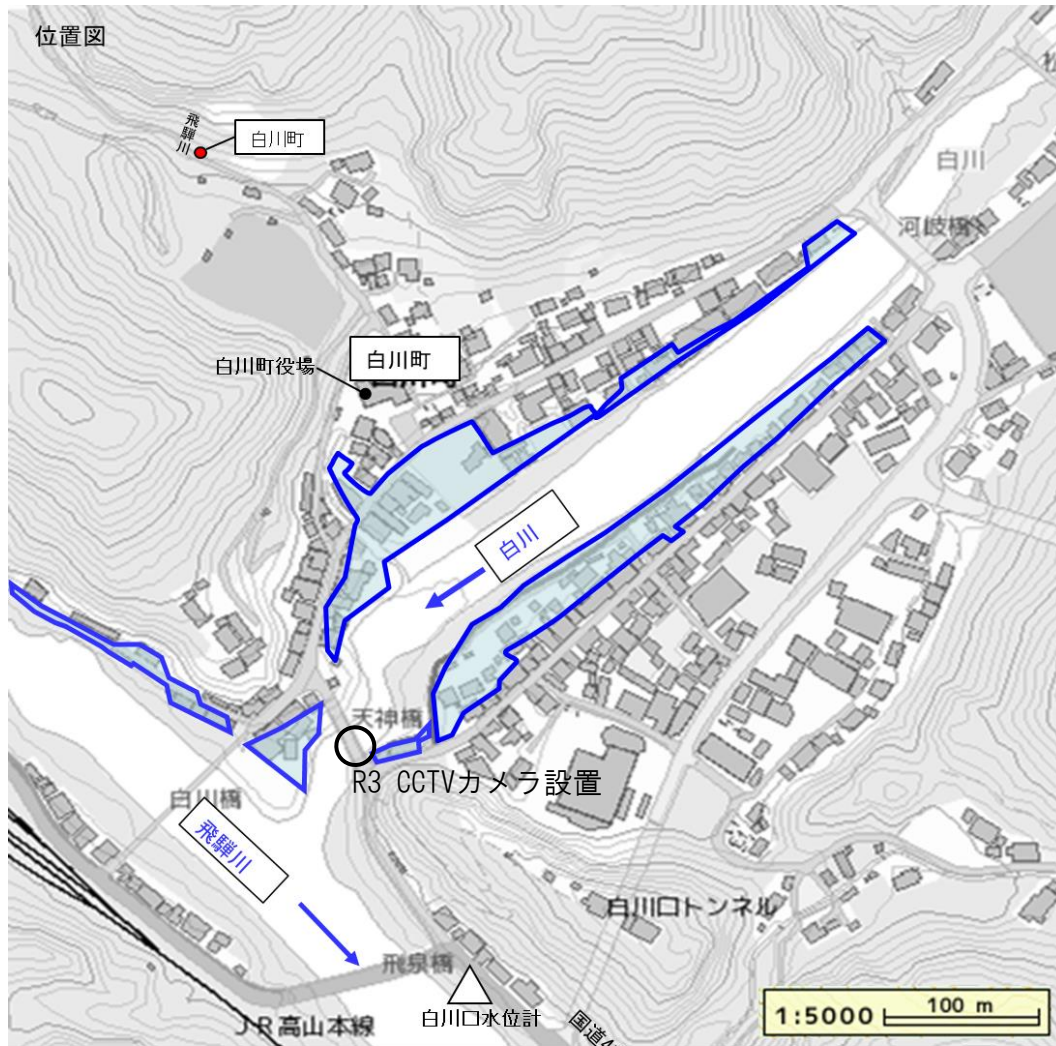 位置図
飛騨川
白川町
白川
河岐橋
白川町役場
白川町
白川
天神橋
R3 CCTVカメラ設置
白川橋
飛騨川
白川口トンネル
飛泉橋
白川口水位計
JR高山本線
国道4
1:5000
100 m